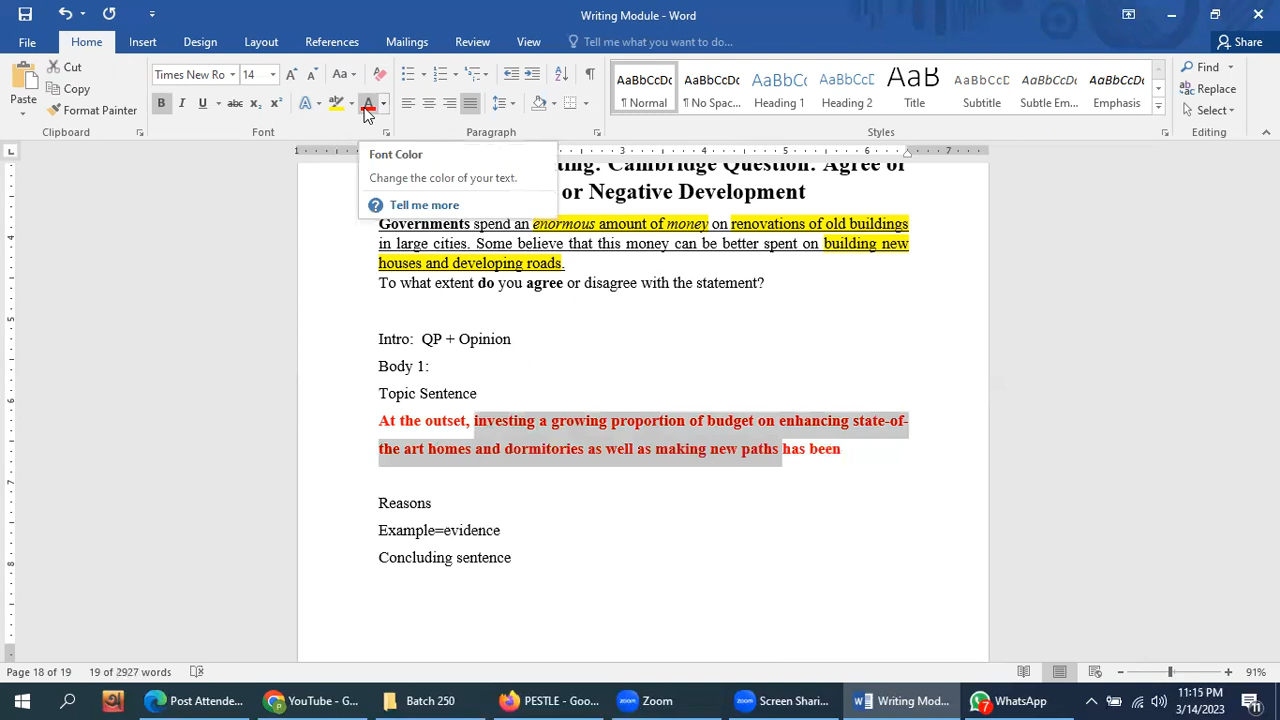 Writing Module - Word
File Home Insert Design Layout References Mailings Review View Tell me what you want to do... Share
Paste Cut Copy Format Painter Clipboard
Times New Ro 14 Font
Paragraph
AaBbCcDc ¶ Normal
AaBbCcDc ¶ No Spac...
AaBbCc Heading 1
AaBbCcD Heading 2
AaB Title
AaBbCcD Subtitle
AaBbCcDc Subtle Em...
AaBbCcDc Emphasis
Styles
Find Replace Select Editing
Font Color
Change the color of your text.
Tell me more
Cambridge Question: Agree or
or Negative Development
Governments spend an enormous amount of money on renovations of old buildings
in large cities. Some believe that this money can be better spent on building new
houses and developing roads.
To what extent do you agree or disagree with the statement?
Intro: QP + Opinion
Body 1:
Topic Sentence
At the outset, investing a growing proportion of budget on enhancing state-of-
the art homes and dormitories as well as making new paths has been
Reasons
Example=evidence
Concluding sentence
Page 18 of 19 19 of 2927 words 91%
Post Attende... YouTube - G... Batch 250 PESTLE - Goo... Zoom Screen Shari... Writing Mod... WhatsApp 7
11:15 PM
3/14/2023
11